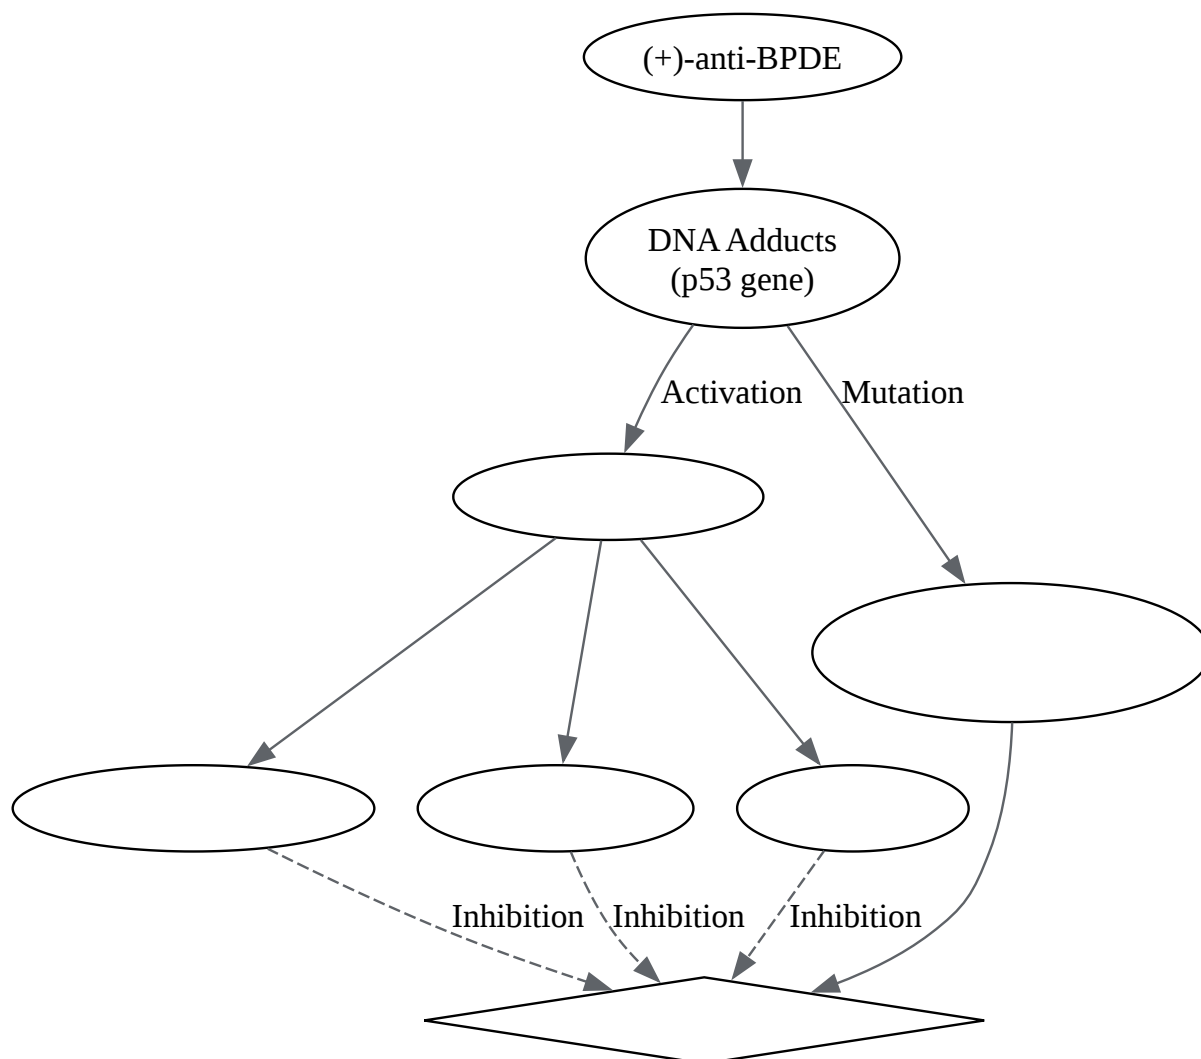 (+)-anti-BPDE
DNA Adducts
(p53 gene)
Activation
Mutation
Inhibition
Inhibition
Inhibition